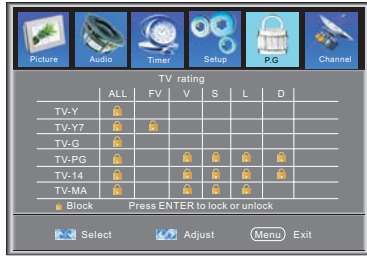 Picture Audio Timer Setup P.G Channel
TV rating
ALL FV V S L D
TV-Y
TV-Y7
TV-G
TV-PG
TV-14
TV-MA
Block Press ENTER to lock or unlock
Select Adjust Menu Exit